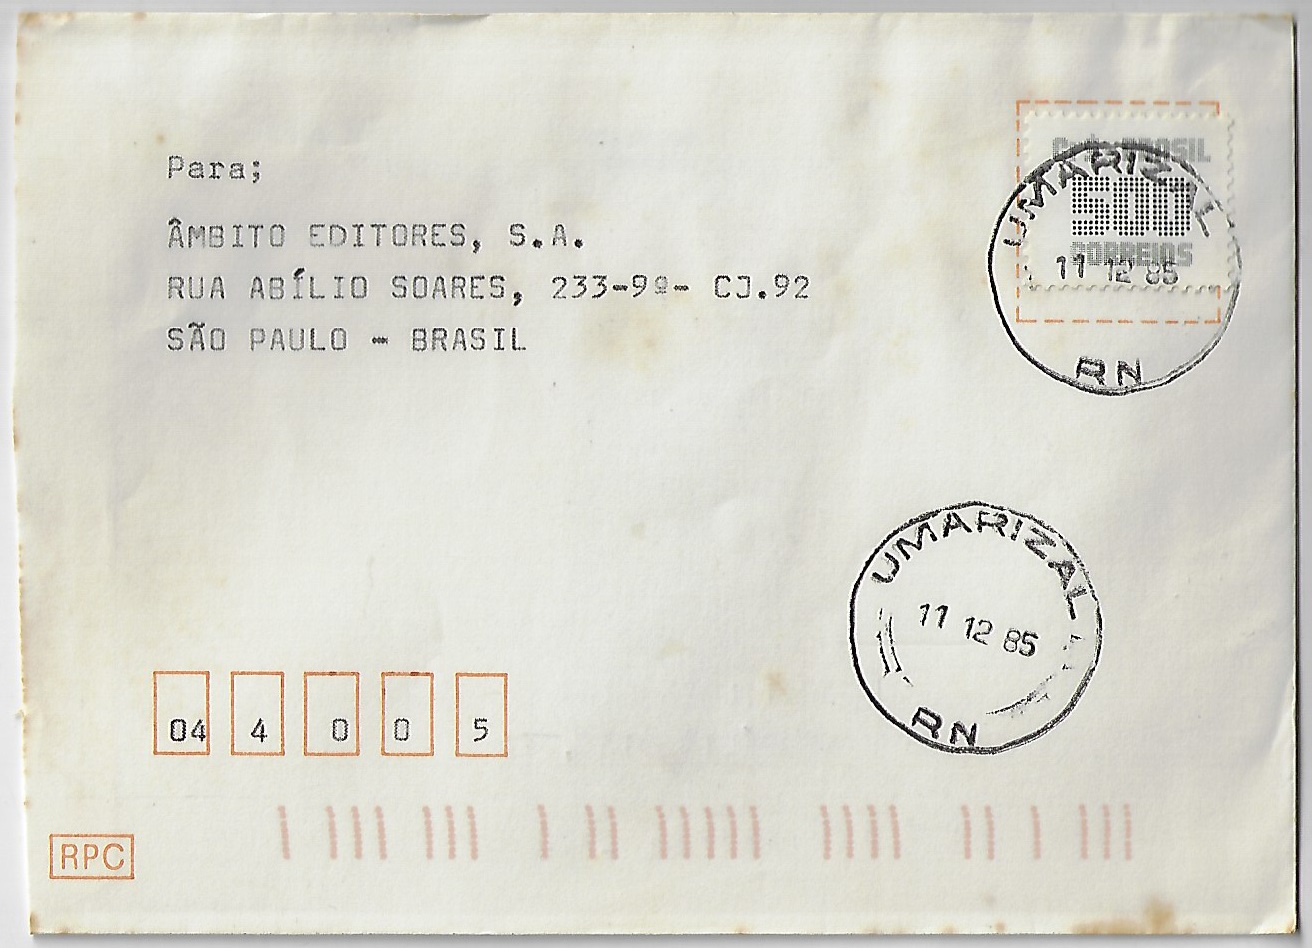 Para;
ÂMBITO EDITORES, S.A.
RUA ABÍLIO SOARES, 233-9º- CJ.92
SÃO PAULO - BRASIL
BRASIL
500
CORREIOS
UMARIZAL
11 12 85
RN
UMARIZAL
11 12 85
RN
04 4 0 0 5
RPC